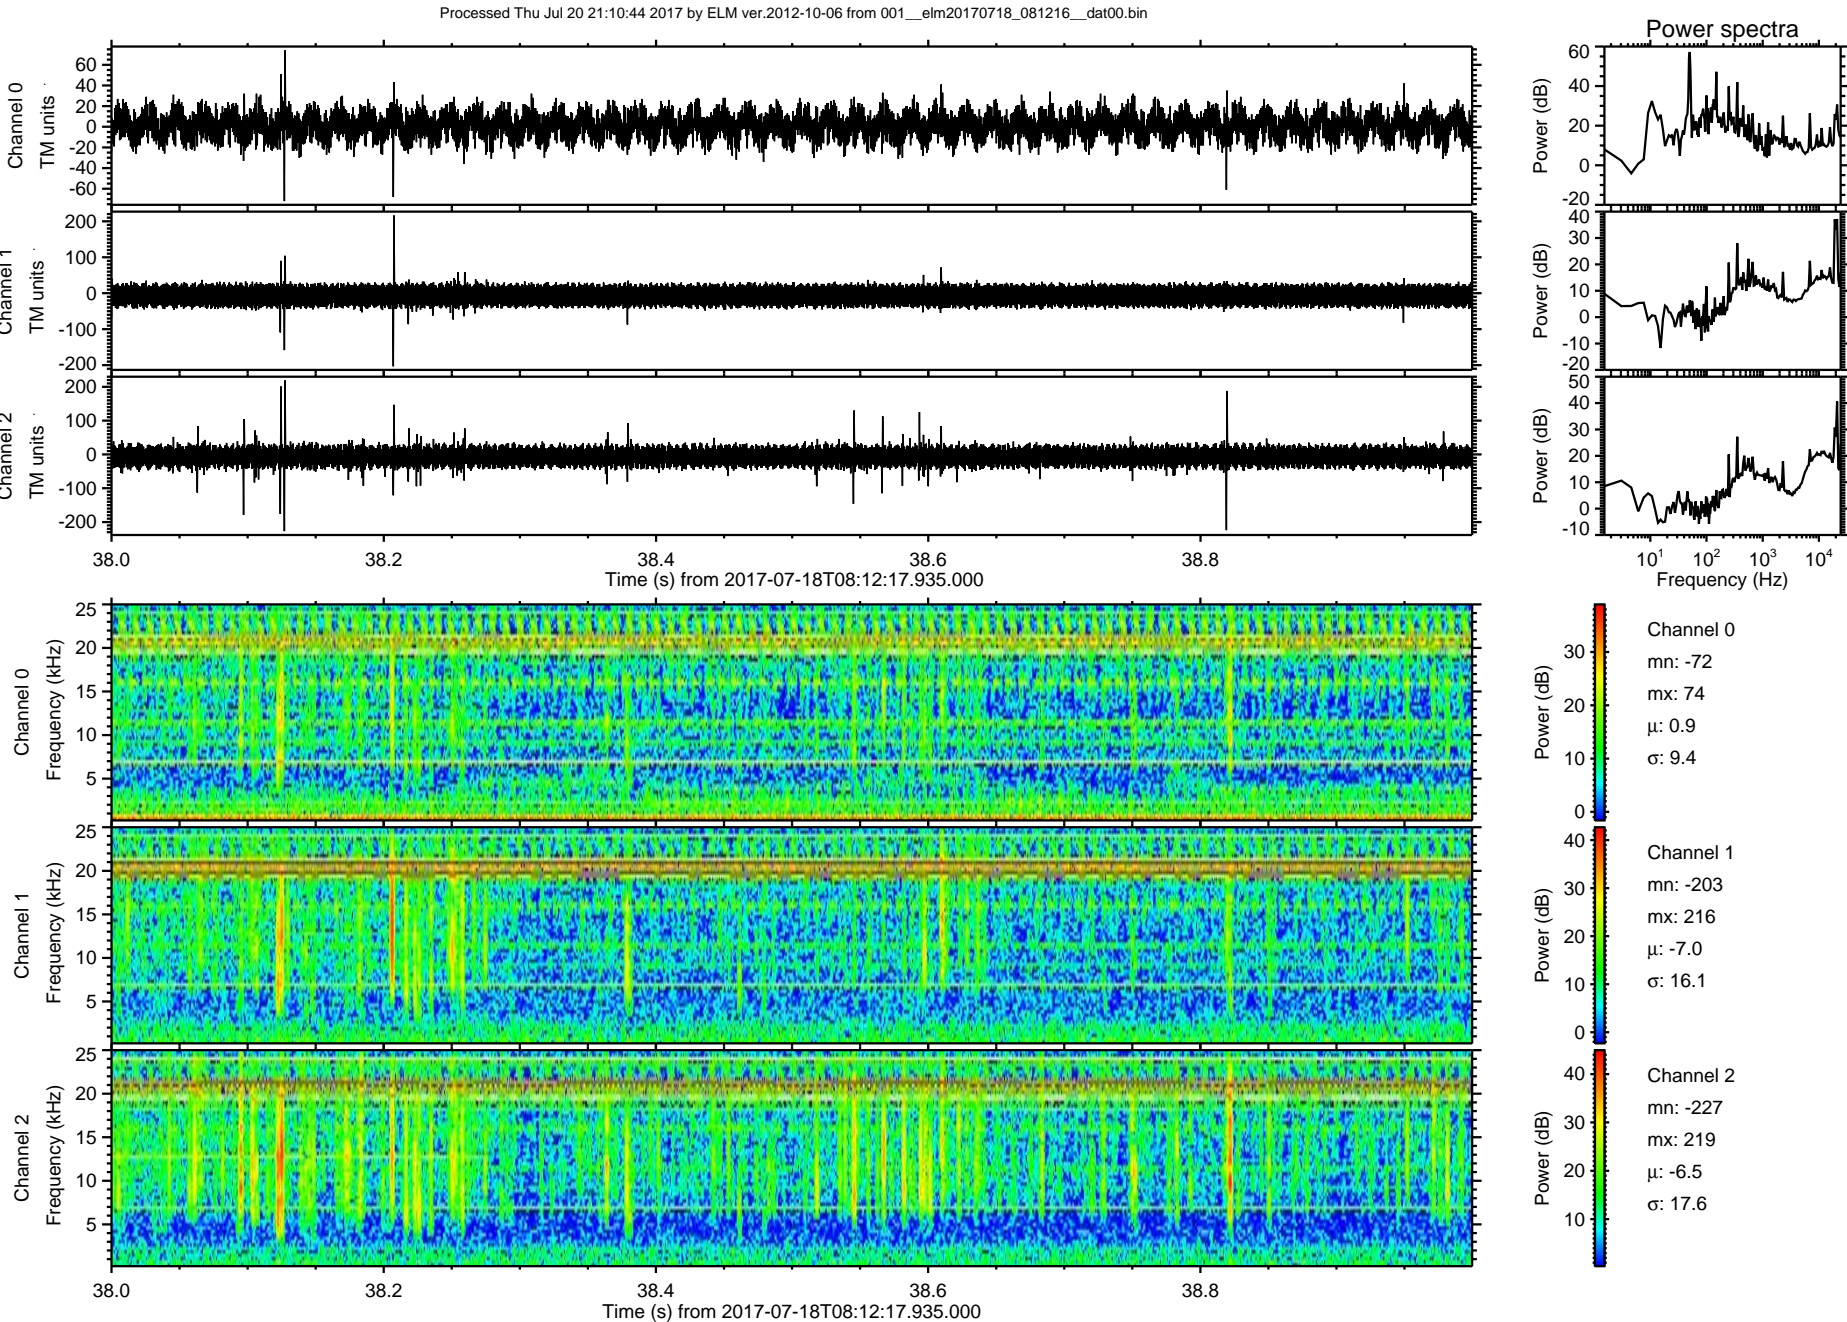 Processed Thu Jul 20 21:10:44 2017 by ELM ver.2012-10-06 from 001__elm20170718_081216__dat00.bin
Power spectra
Channel 0
TM units
60
40
20
0
-20
-40
-60
Power (dB)
60
40
20
0
-20
Channel 1
TM units
200
100
0
-100
-200
Power (dB)
40
30
20
10
0
-10
-20
Channel 2
TM units
200
100
0
-100
-200
Power (dB)
50
40
30
20
10
0
-10
38.0 38.2 38.4 38.6 38.8
Time (s) from 2017-07-18T08:12:17.935.000
10¹ 10² 10³ 10⁴
Frequency (Hz)
Channel 0
Frequency (kHz)
25
20
15
10
5
Power (dB)
30
20
10
0
Channel 0
mn: -72
mx: 74
μ: 0.9
σ: 9.4
Channel 1
Frequency (kHz)
25
20
15
10
5
Power (dB)
40
30
20
10
0
Channel 1
mn: -203
mx: 216
μ: -7.0
σ: 16.1
Channel 2
Frequency (kHz)
25
20
15
10
5
Power (dB)
40
30
20
10
Channel 2
mn: -227
mx: 219
μ: -6.5
σ: 17.6
38.0 38.2 38.4 38.6 38.8
Time (s) from 2017-07-18T08:12:17.935.000